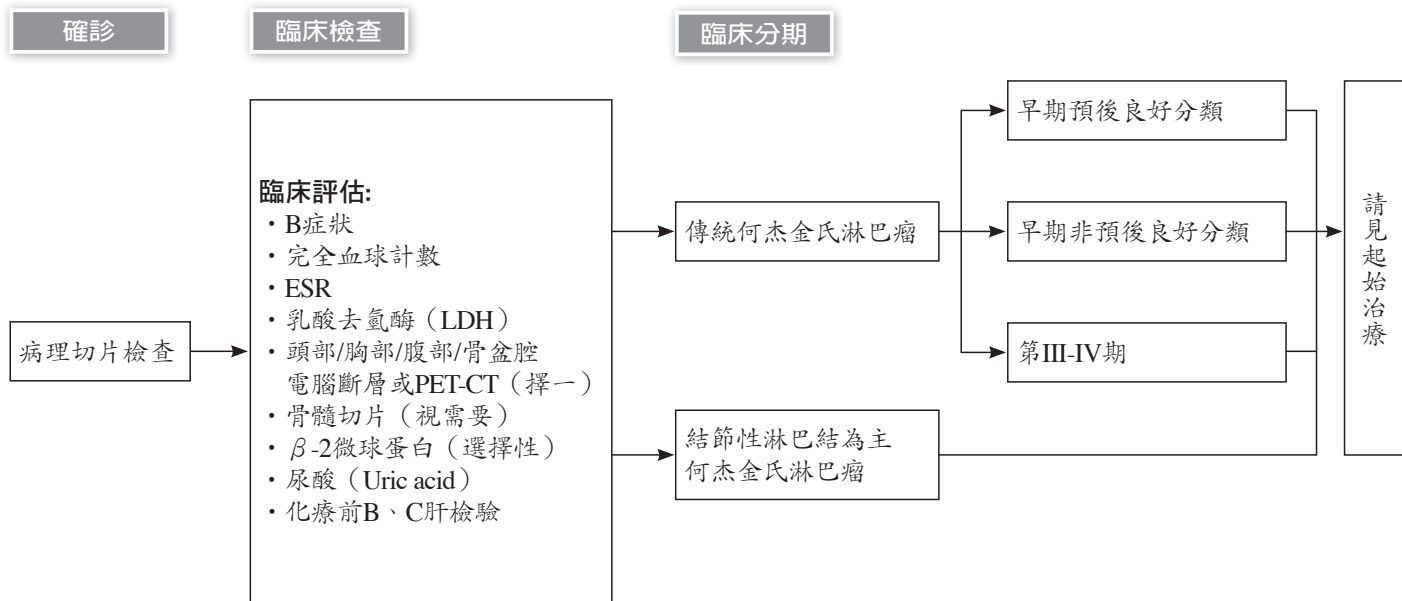 確診
臨床檢查
臨床分期
病理切片檢查
臨床評估:
・B症狀
・完全血球計數
・ESR
・乳酸去氫酶（LDH）
・頭部/胸部/腹部/骨盆腔
電腦斷層或PET-CT（擇一）
・骨髓切片（視需要）
・β-2微球蛋白（選擇性）
・尿酸（Uric acid）
・化療前B、C肝檢驗
傳統何杰金氏淋巴瘤
結節性淋巴結為主
何杰金氏淋巴瘤
早期預後良好分類
早期非預後良好分類
第III-IV期
請見起始治療